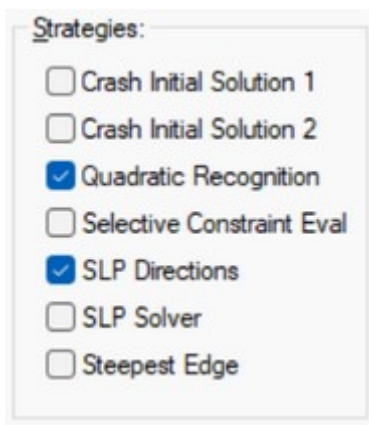 Strategies:
Crash Initial Solution 1
Crash Initial Solution 2
Quadratic Recognition
Selective Constraint Eval
SLP Directions
SLP Solver
Steepest Edge